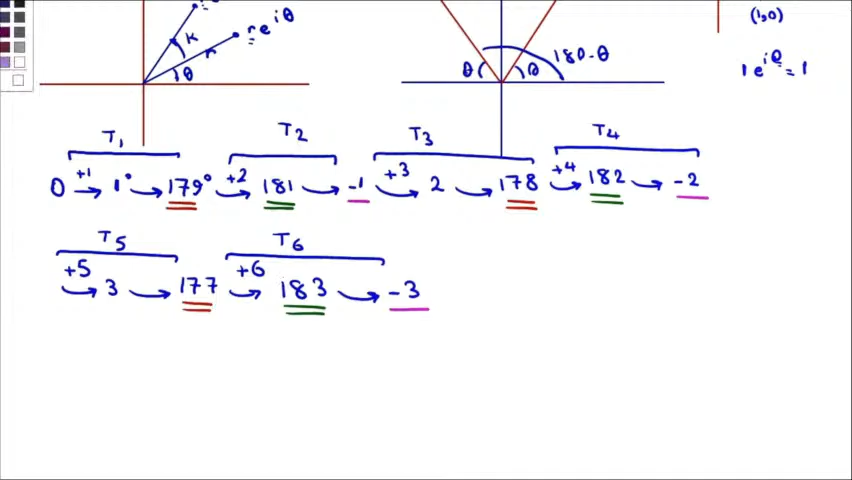 K
re^iθ
r
θ
180-θ
θ
θ
(1,0)
1e^iθ=1
T1 T2 T3 T4
0 +1→ 1° → 179° +2→ 181 → -1 +3→ 2 → 178 +4→ 182 → -2
T5 T6
+5→ 3 → 177 +6→ 183 → -3